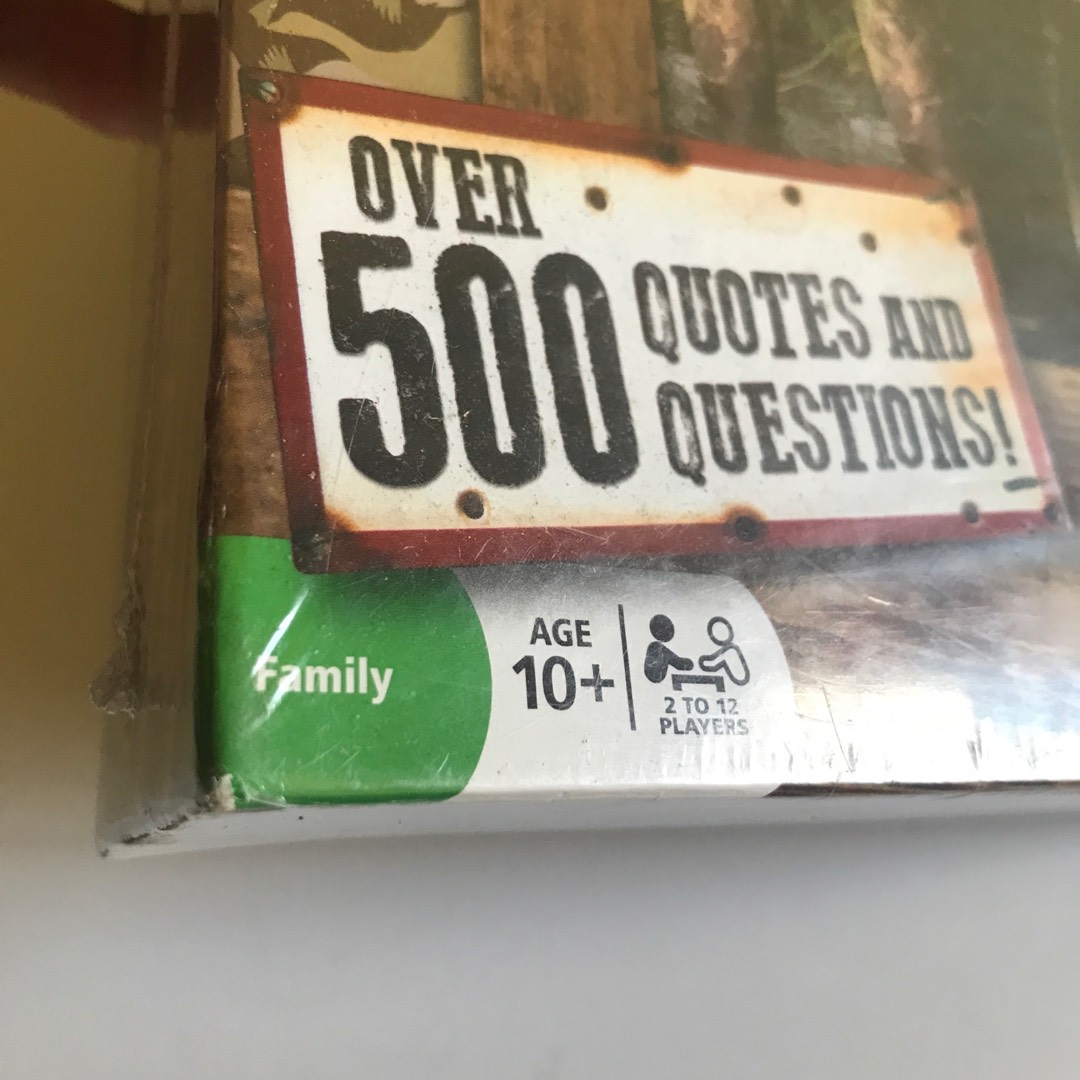 OVER
500 QUOTES AND
QUESTIONS!
Family
AGE
10+
2 TO 12
PLAYERS